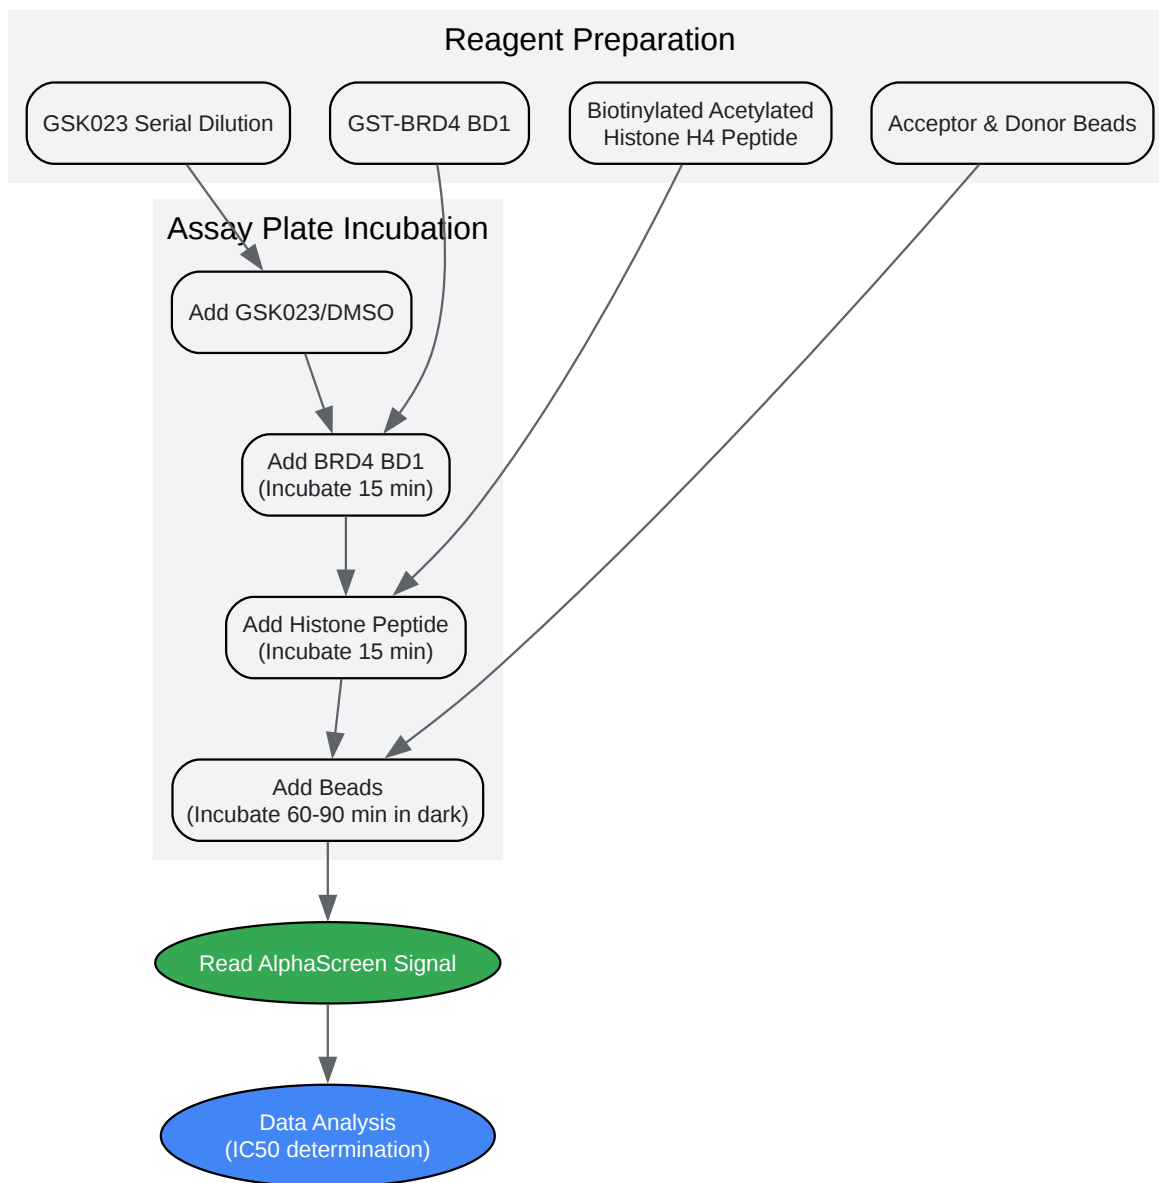 Reagent Preparation
GSK023 Serial Dilution
GST-BRD4 BD1
Biotinylated Acetylated
Histone H4 Peptide
Acceptor & Donor Beads
Assay Plate Incubation
Add GSK023/DMSO
Add BRD4 BD1
(Incubate 15 min)
Add Histone Peptide
(Incubate 15 min)
Add Beads
(Incubate 60-90 min in dark)
Read AlphaScreen Signal
Data Analysis
(IC50 determination)